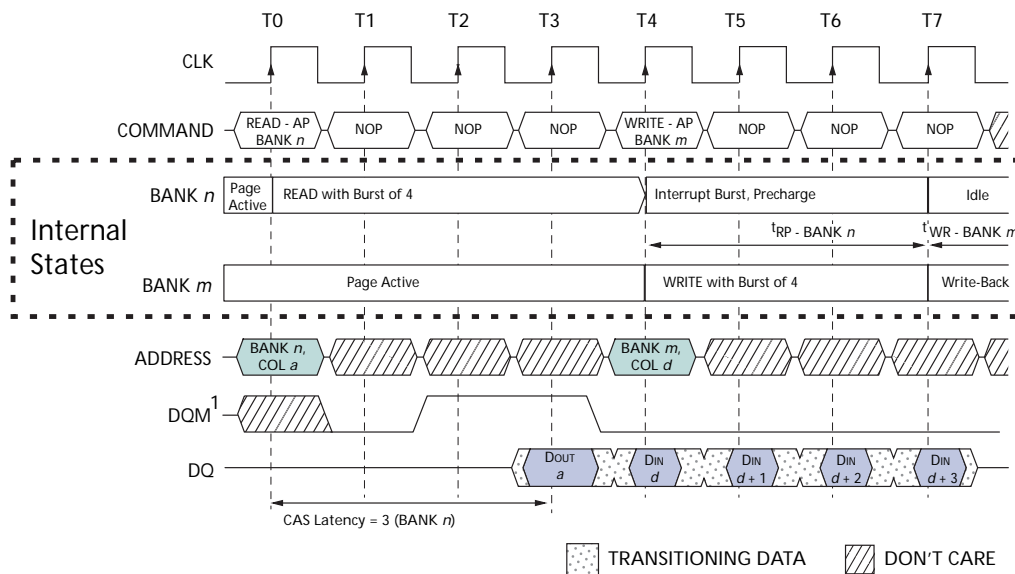 T0 T1 T2 T3 T4 T5 T6 T7
CLK
COMMAND READ - AP BANK n NOP NOP NOP WRITE - AP BANK m NOP NOP NOP
Internal States
BANK n Page Active READ with Burst of 4 Interrupt Burst, Precharge Idle
tRP - BANK n tWR - BANK m
BANK m Page Active WRITE with Burst of 4 Write-Back
ADDRESS BANK n, COL a BANK m, COL d
DQM1
DQ DOUT a DIN d DIN d + 1 DIN d + 2 DIN d + 3
CAS Latency = 3 (BANK n)
TRANSITIONING DATA DON'T CARE